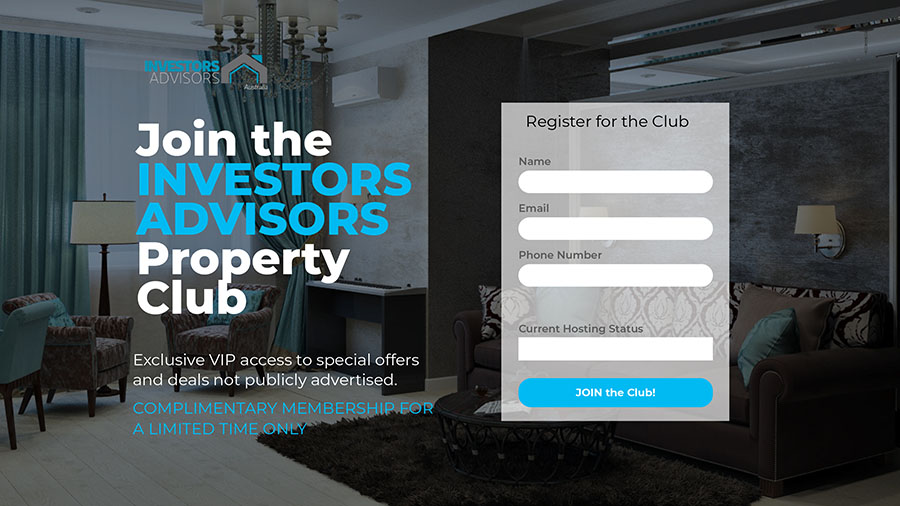 INVESTORS
ADVISORS
Australia
Join the
INVESTORS
ADVISORS
Property
Club
Exclusive VIP access to special offers
and deals not publicly advertised.
COMPLIMENTARY MEMBERSHIP FOR
A LIMITED TIME ONLY
Register for the Club
Name
Email
Phone Number
Current Hosting Status
JOIN the Club!